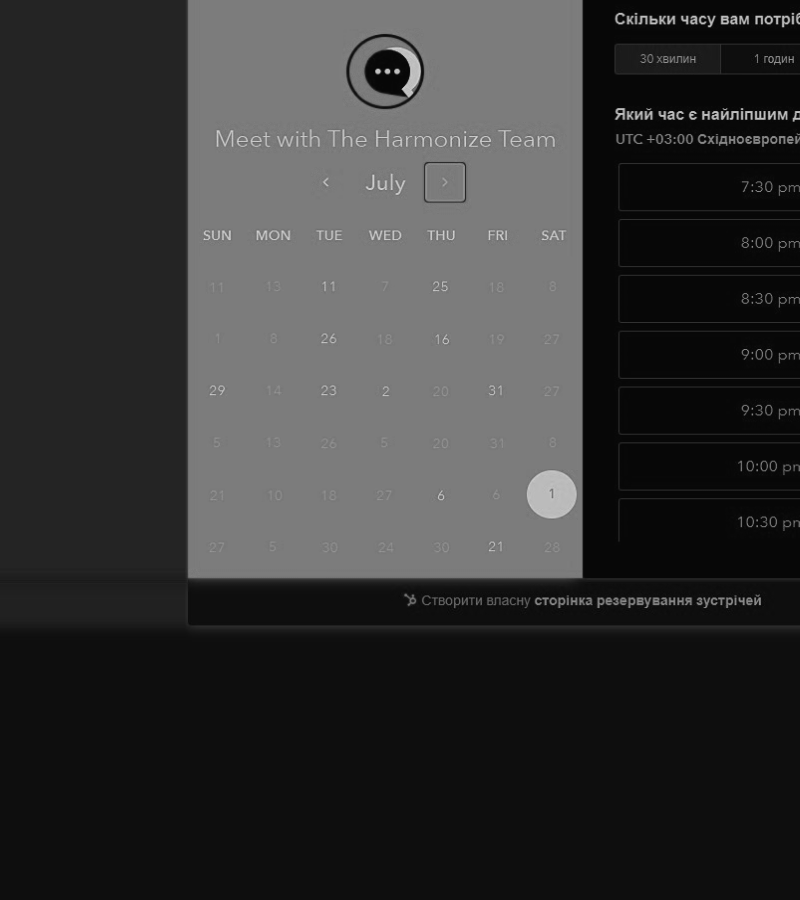 Meet with The Harmonize Team
July
SUN MON TUE WED THU FRI SAT
11 13 11 7 25 18 8
1 8 26 18 16 19 27
29 14 23 2 20 31 27
5 13 26 5 20 31 8
21 10 18 27 6 6 1
27 5 30 24 30 21 28
Скільки часу вам
30 хвилин 1 годин
Який час є найліпшим
UTC +03:00
7:30 pm
8:00 pm
8:30 pm
9:00 pm
9:30 pm
10:00 pm
10:30 pm
Створити власну сторінка резервування зустрічей